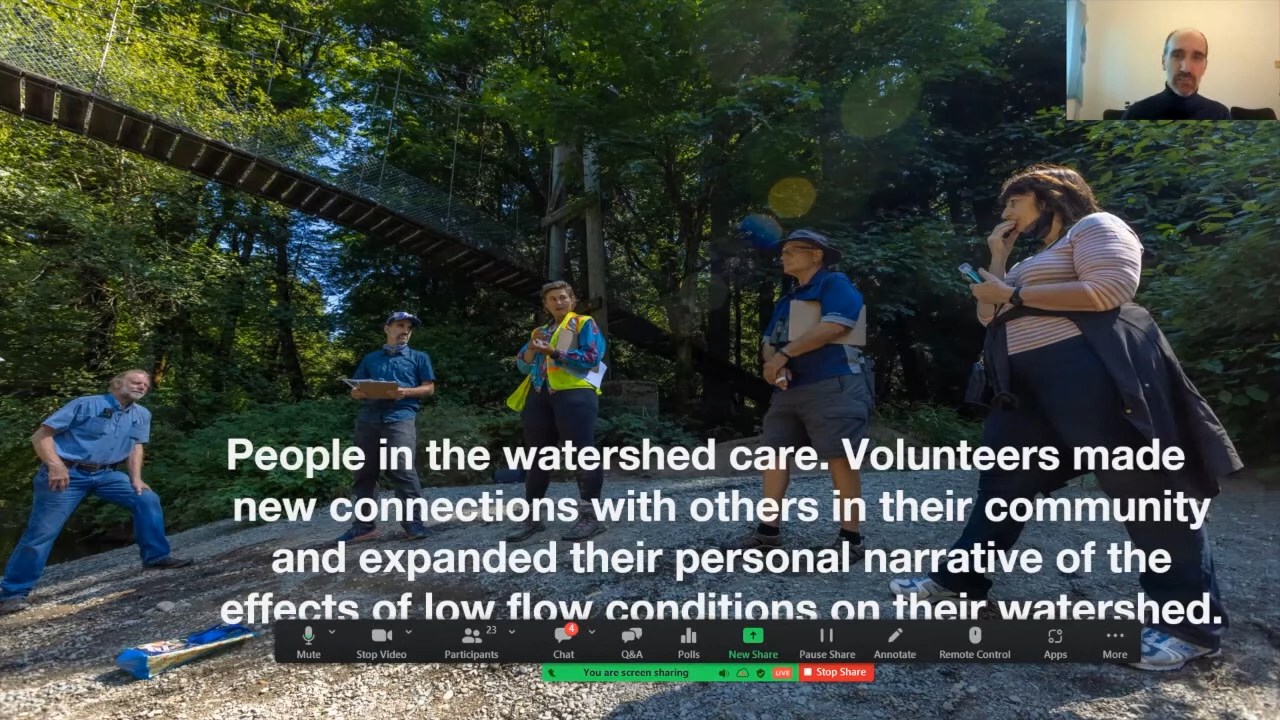 People in the watershed care. Volunteers made
new connections with others in their community
and expanded their personal narrative of the
effects of low flow conditions on their watershed.
23
4
Mute
Stop Video
Participants
Chat
Q&A
Polls
New Share
Pause Share
Annotate
Remote Control
Apps
More
You are screen sharing
LIVE
Stop Share